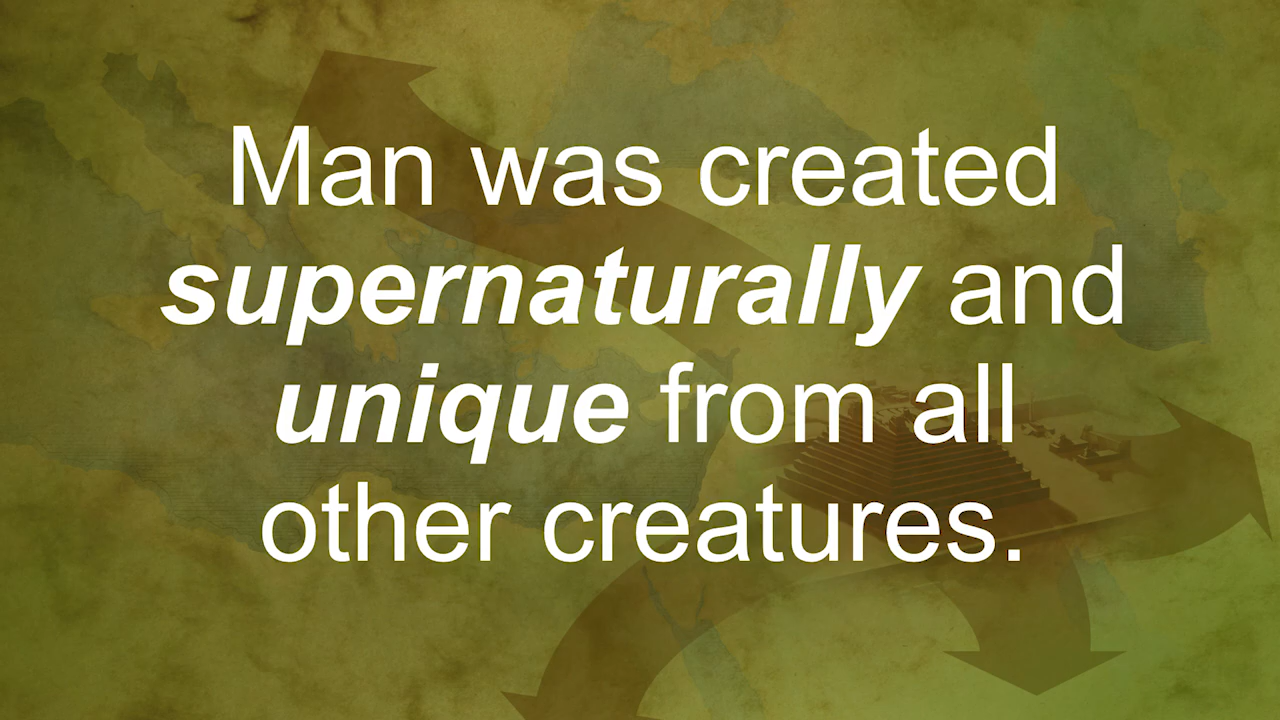 Man was created
supernaturally and
unique from all
other creatures.